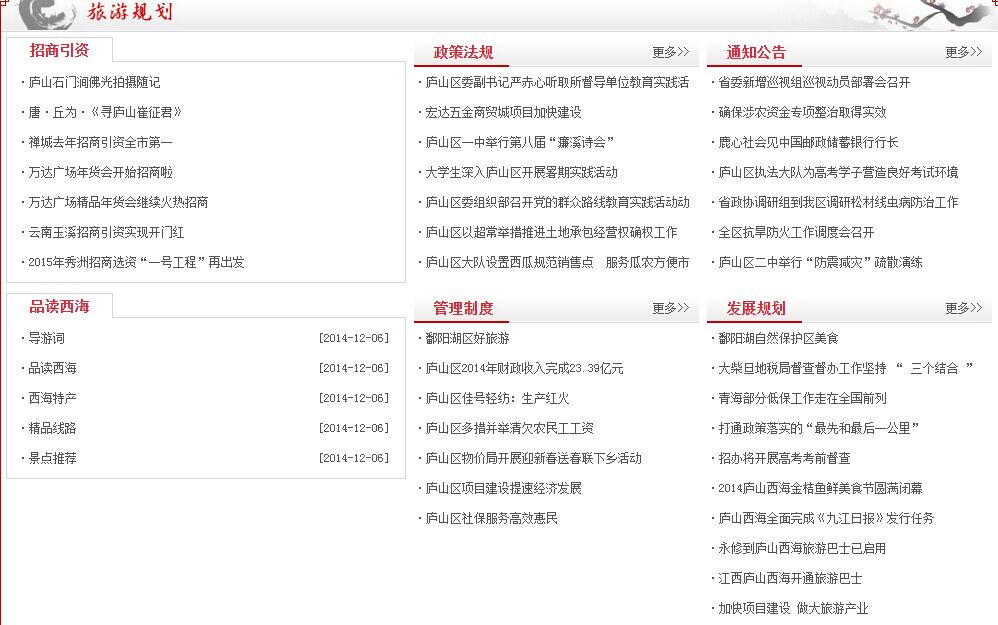 旅游规划
招商引资
·庐山石门涧佛光拍摄随记
·唐·丘为·《寻庐山崔征君》
·禅城去年招商引资全市第一
·万达广场年货会开始招商啦
·万达广场精品年货会继续火热招商
·云南玉溪招商引资实现开门红
·2015年秀洲招商选资“一号工程”再出发
政策法规 更多>>
·庐山区委副书记严赤心听取所督导单位教育实践活
·宏达五金商贸城项目加快建设
·庐山区一中举行第八届“濂溪诗会”
·大学生深入庐山区开展暑期实践活动
·庐山区委组织部召开党的群众路线教育实践活动动
·庐山区以超常举措推进土地承包经营权确权工作
·庐山区大队设置西瓜规范销售点 服务瓜农方便市
通知公告 更多>>
·省委新增巡视组巡视动员部署会召开
·确保涉农资金专项整治取得实效
·鹿心社会见中国邮政储蓄银行行长
·庐山区执法大队为高考学子营造良好考试环境
·省政协调研组到我区调研松材线虫病防治工作
·全区抗旱防火工作调度会召开
·庐山区二中举行“防震减灾”疏散演练
品读西海
·导游词 [2014-12-06]
·品读西海 [2014-12-06]
·西海特产 [2014-12-06]
·精品线路 [2014-12-06]
·景点推荐 [2014-12-06]
管理制度 更多>>
·鄱阳湖区好旅游
·庐山区2014年财政收入完成23.39亿元
·庐山区佳号轻纺：生产红火
·庐山区多措并举清欠农民工工资
·庐山区物价局开展迎新春送春联下乡活动
·庐山区项目建设提速经济发展
·庐山区社保服务高效惠民
发展规划 更多>>
·鄱阳湖自然保护区美食
·大柴旦地税局督查督办工作坚持 “ 三个结合 ”
·青海部分低保工作走在全国前列
·打通政策落实的“最先和最后一公里”
·招办将开展高考考前督查
·2014庐山西海金桔鱼鲜美食节圆满闭幕
·庐山西海全面完成《九江日报》发行任务
·永修到庐山西海旅游巴士已启用
·江西庐山西海开通旅游巴士
·加快项目建设 做大旅游产业